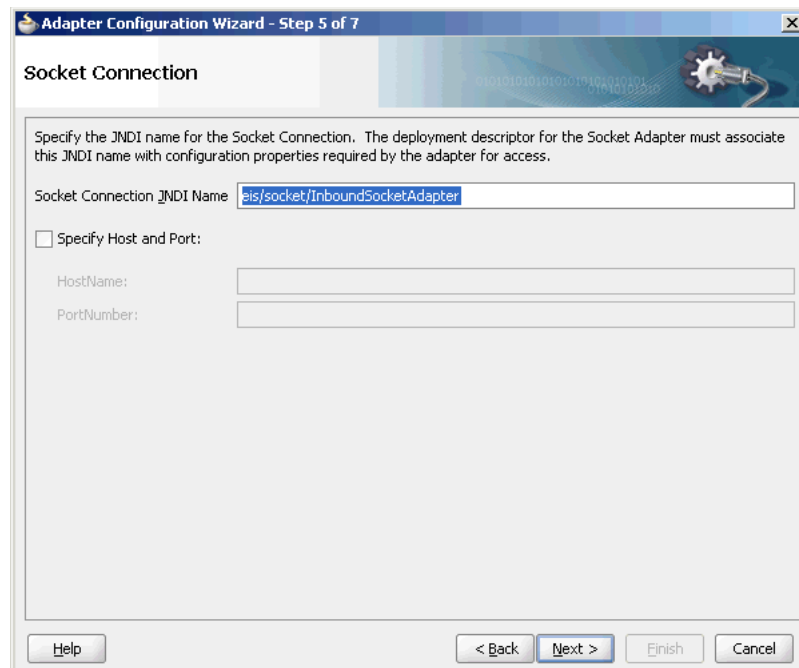 Adapter Configuration Wizard - Step 5 of 7
Socket Connection
Specify the JNDI name for the Socket Connection. The deployment descriptor for the Socket Adapter must associate
this JNDI name with configuration properties required by the adapter for access.
Socket Connection JNDI Name eis/socket/InboundSocketAdapter
Specify Host and Port:
HostName:
PortNumber:
Help < Back Next > Finish Cancel